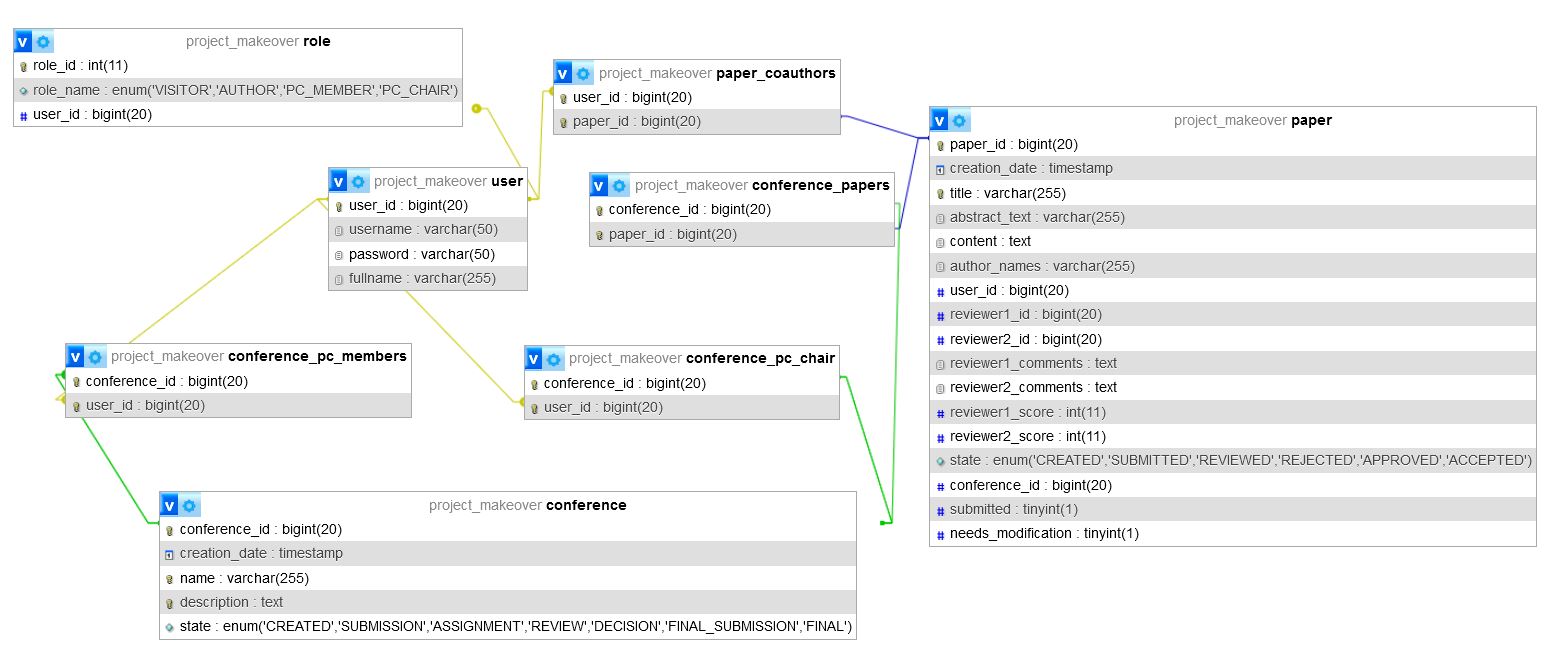 project_makeover role
role_id : int(11)
role_name : enum('VISITOR','AUTHOR','PC_MEMBER','PC_CHAIR')
user_id : bigint(20)
project_makeover paper_coauthors
user_id : bigint(20)
paper_id : bigint(20)
project_makeover paper
paper_id : bigint(20)
creation_date : timestamp
title : varchar(255)
abstract_text : varchar(255)
content : text
author_names : varchar(255)
user_id : bigint(20)
reviewer1_id : bigint(20)
reviewer2_id : bigint(20)
reviewer1_comments : text
reviewer2_comments : text
reviewer1_score : int(11)
reviewer2_score : int(11)
state : enum('CREATED','SUBMITTED','REVIEWED','REJECTED','APPROVED','ACCEPTED')
conference_id : bigint(20)
submitted : tinyint(1)
needs_modification : tinyint(1)
project_makeover user
user_id : bigint(20)
username : varchar(50)
password : varchar(50)
fullname : varchar(255)
project_makeover conference_papers
conference_id : bigint(20)
paper_id : bigint(20)
project_makeover conference_pc_members
conference_id : bigint(20)
user_id : bigint(20)
project_makeover conference_pc_chair
conference_id : bigint(20)
user_id : bigint(20)
project_makeover conference
conference_id : bigint(20)
creation_date : timestamp
name : varchar(255)
description : text
state : enum('CREATED','SUBMISSION','ASSIGNMENT','REVIEW','DECISION','FINAL_SUBMISSION','FINAL')